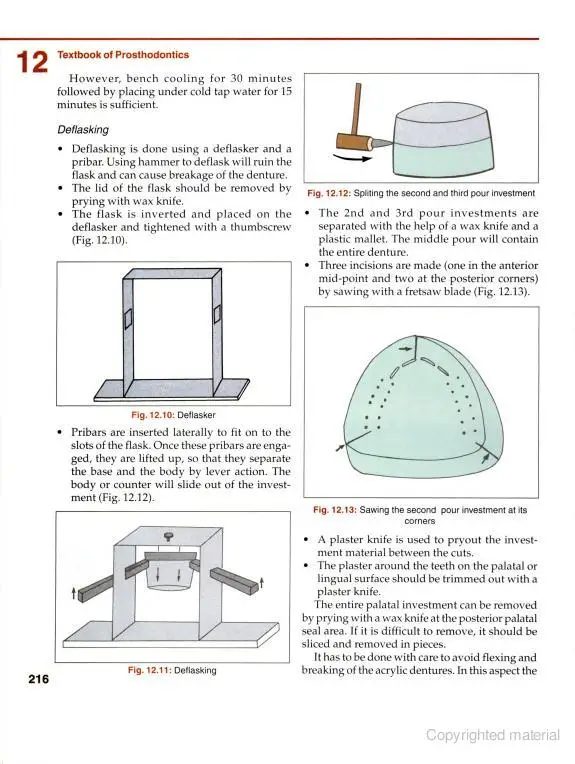 12
Textbook of Prosthodontics
However, bench cooling for 30 minutes
followed by placing under cold tap water for 15
minutes is sufficient.
Deflasking
• Deflasking is done using a deflasker and a
pribar. Using hammer to deflask will ruin the
flask and can cause breakage of the denture.
• The lid of the flask should be removed by
prying with wax knife.
• The flask is inverted and placed on the
deflasker and tightened with a thumbscrew
(Fig. 12.10).
Fig. 12.10: Deflasker
• Pribars are inserted laterally to fit on to the
slots of the flask. Once these pribars are enga-
ged, they are lifted up, so that they separate
the base and the body by lever action. The
body or counter will slide out of the invest-
ment (Fig. 12.12).
Fig. 12.11: Deflasking
216
Fig. 12.12: Spliting the second and third pour investment
• The 2nd and 3rd pour investments are
separated with the help of a wax knife and a
plastic mallet. The middle pour will contain
the entire denture.
• Three incisions are made (one in the anterior
mid-point and two at the posterior corners)
by sawing with a fretsaw blade (Fig. 12.13).
Fig. 12.13: Sawing the second pour investment at its
corners
• A plaster knife is used to pryout the invest-
ment material between the cuts.
• The plaster around the teeth on the palatal or
lingual surface should be trimmed out with a
plaster knife.
The entire palatal investment can be removed
by prying with a wax knife at the posterior palatal
seal area. If it is difficult to remove, it should be
sliced and removed in pieces.
It has to be done with care to avoid flexing and
breaking of the acrylic dentures. In this aspect the
Copyrighted material